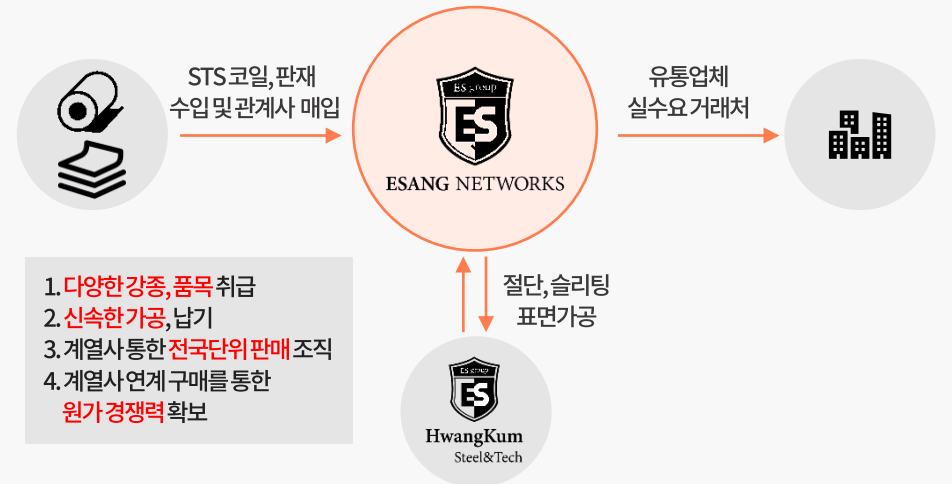 STS 코일, 판재
수입 및 관계사 매입
ES group
ES
ESANG NETWORKS
유통업체
실수요 거래처
1. 다양한 강종, 품목 취급
2. 신속한 가공, 납기
3. 계열사 통한 전국단위 판매 조직
4. 계열사 연계 구매를 통한
원가 경쟁력 확보
절단, 슬리팅
표면가공
ES group
ES
HwangKum
Steel&Tech